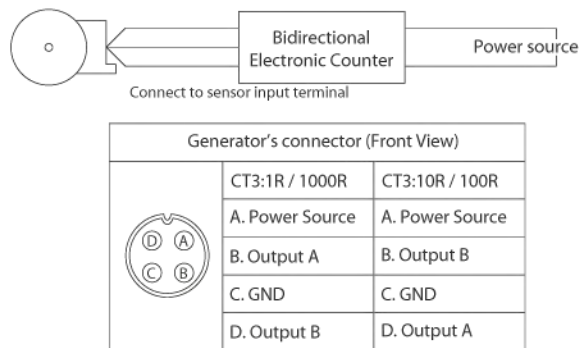 Bidirectional
Electronic Counter
Power source
Connect to sensor input terminal
Generator's connector (Front View)
CT3:1R / 1000R
CT3:10R / 100R
D
A
C
B
A. Power Source
A. Power Source
B. Output A
B. Output B
C. GND
C. GND
D. Output B
D. Output A